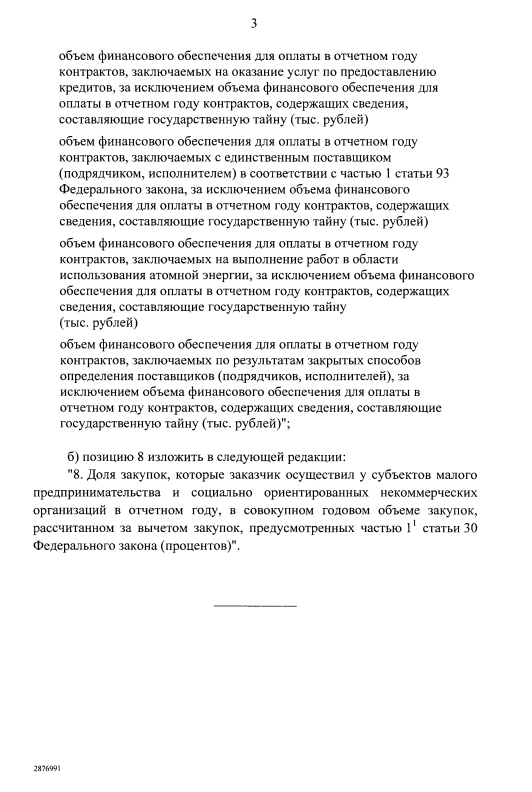 3
объем финансового обеспечения для оплаты в отчетном году
контрактов, заключаемых на оказание услуг по предоставлению
кредитов, за исключением объема финансового обеспечения для
оплаты в отчетном году контрактов, содержащих сведения,
составляющие государственную тайну (тыс. рублей)
объем финансового обеспечения для оплаты в отчетном году
контрактов, заключаемых с единственным поставщиком
(подрядчиком, исполнителем) в соответствии с частью 1 статьи 93
Федерального закона, за исключением объема финансового
обеспечения для оплаты в отчетном году контрактов, содержащих
сведения, составляющие государственную тайну (тыс. рублей)
объем финансового обеспечения для оплаты в отчетном году
контрактов, заключаемых на выполнение работ в области
использования атомной энергии, за исключением объема финансового
обеспечения для оплаты в отчетном году контрактов, содержащих
сведения, составляющие государственную тайну
(тыс. рублей)
объем финансового обеспечения для оплаты в отчетном году
контрактов, заключаемых по результатам закрытых способов
определения поставщиков (подрядчиков, исполнителей), за
исключением объема финансового обеспечения для оплаты в
отчетном году контрактов, содержащих сведения, составляющие
государственную тайну (тыс. рублей)";
б) позицию 8 изложить в следующей редакции:
"8. Доля закупок, которые заказчик осуществил у субъектов малого
предпринимательства и социально ориентированных некоммерческих
организаций в отчетном году, в совокупном годовом объеме закупок,
рассчитанном за вычетом закупок, предусмотренных частью 1¹ статьи 30
Федерального закона (процентов)".
2876991